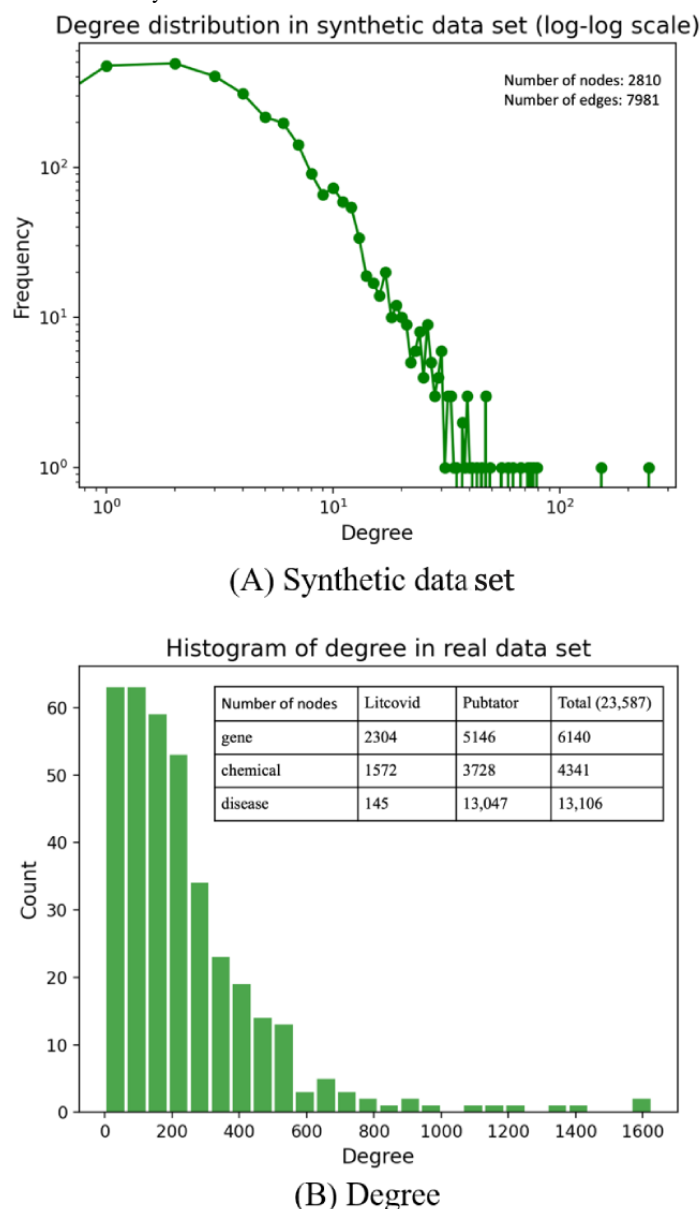 Degree distribution in synthetic data set (log-log scale)
Number of nodes: 2810
Number of edges: 7981
Frequency
10²
10¹
10⁰
10⁰ 10¹ 10²
Degree
(A) Synthetic data set
Histogram of degree in real data set
Number of nodes Litcovid Pubtator Total (23,587)
gene 2304 5146 6140
chemical 1572 3728 4341
disease 145 13,047 13,106
Count
60
50
40
30
20
10
0
0 200 400 600 800 1000 1200 1400 1600
Degree
(B) Degree